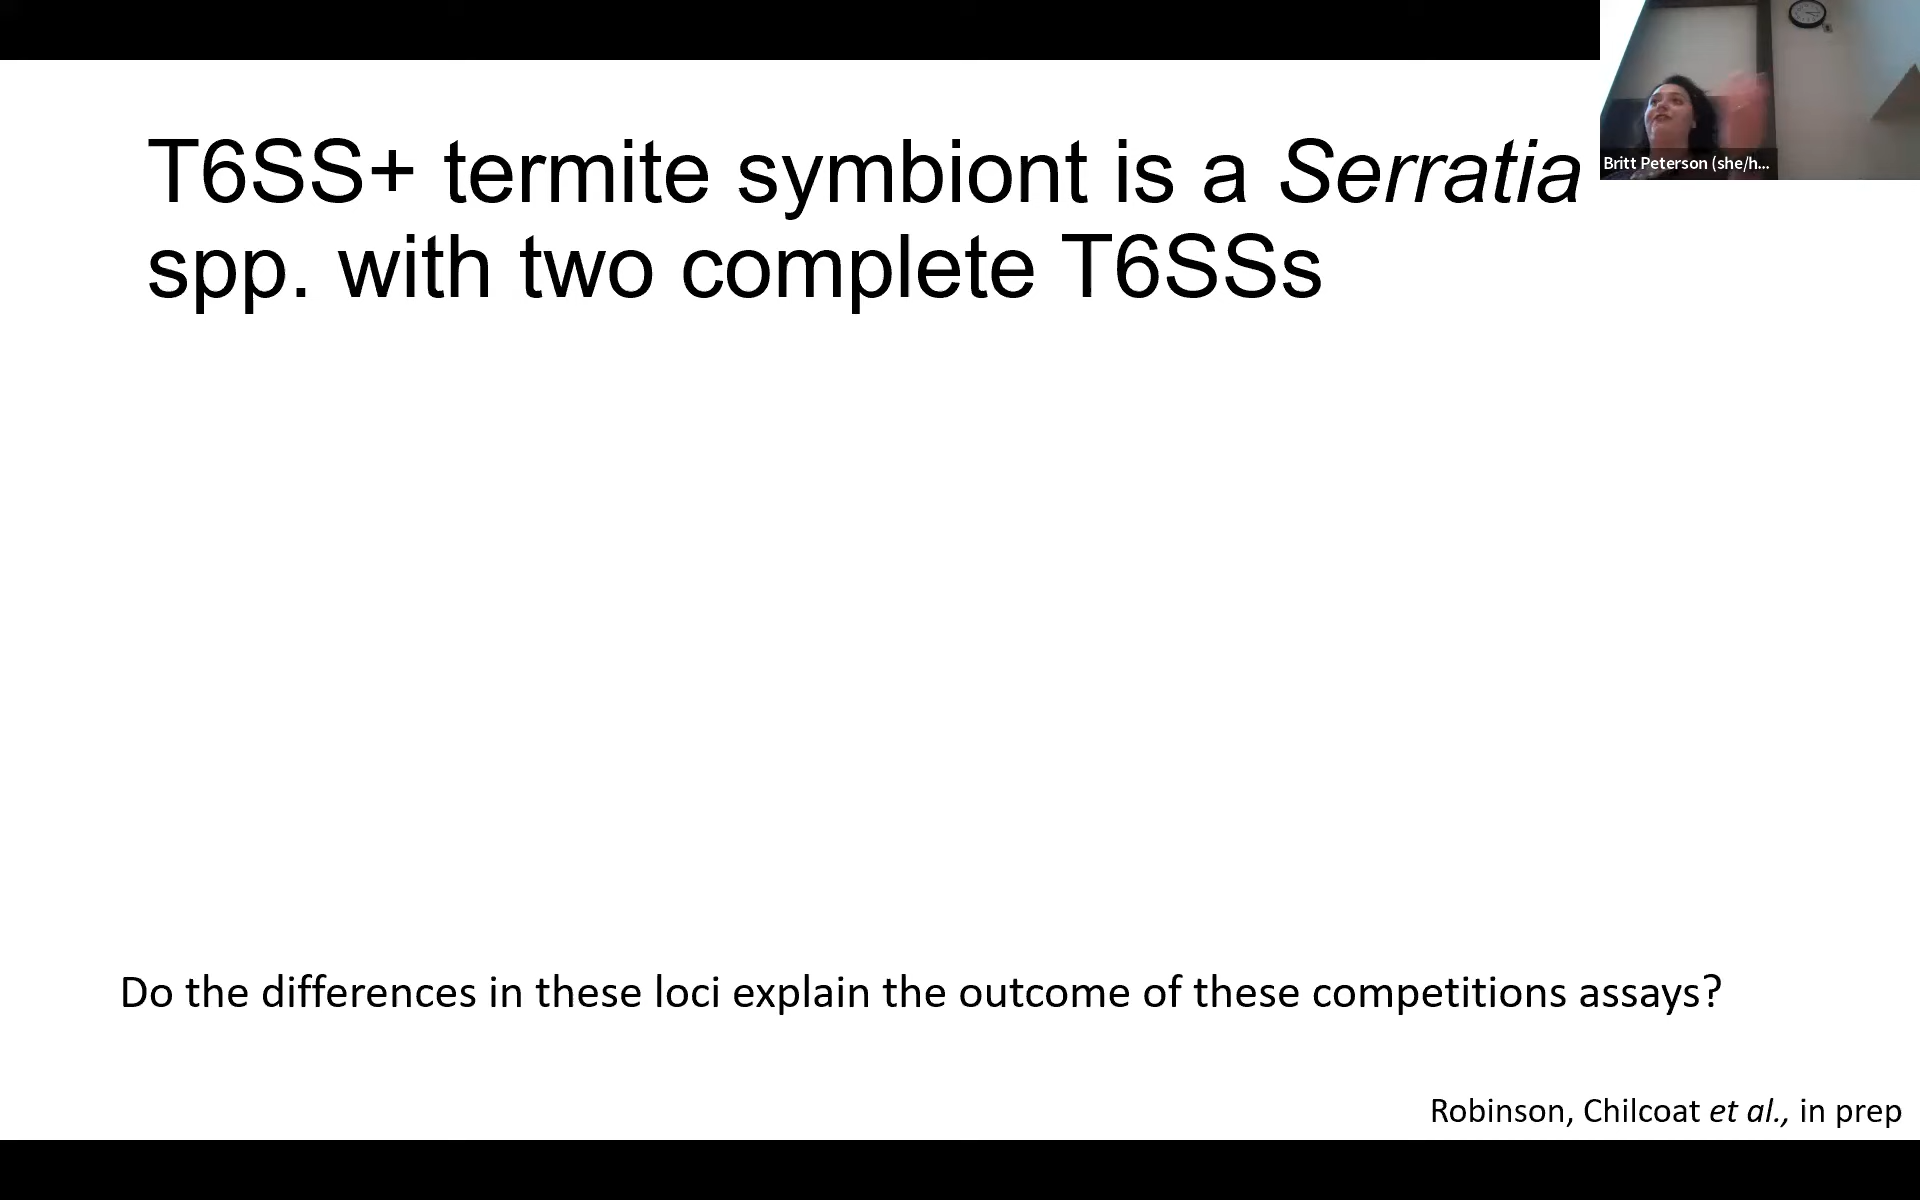 T6SS+ termite symbiont is a Serratia
spp. with two complete T6SSs
Britt Peterson (she/h...
Do the differences in these loci explain the outcome of these competitions assays?
Robinson, Chilcoat et al., in prep